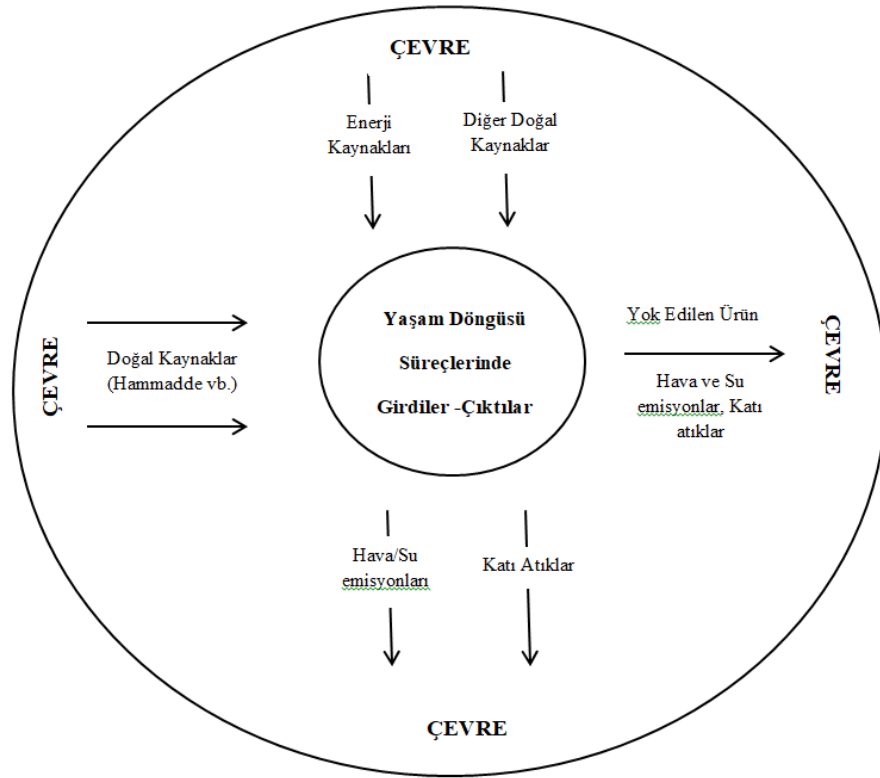 ÇEVRE
Enerji
Kaynakları
Diğer Doğal
Kaynaklar
ÇEVRE
Doğal Kaynaklar
(Hammadde vb.)
Yaşam Döngüsü
Süreçlerinde
Girdiler -Çıktılar
Yok Edilen Ürün
Hava ve Su
emisyonlar, Katı
atıklar
ÇEVRE
Hava/Su
emisyonları
Katı Atıklar
ÇEVRE